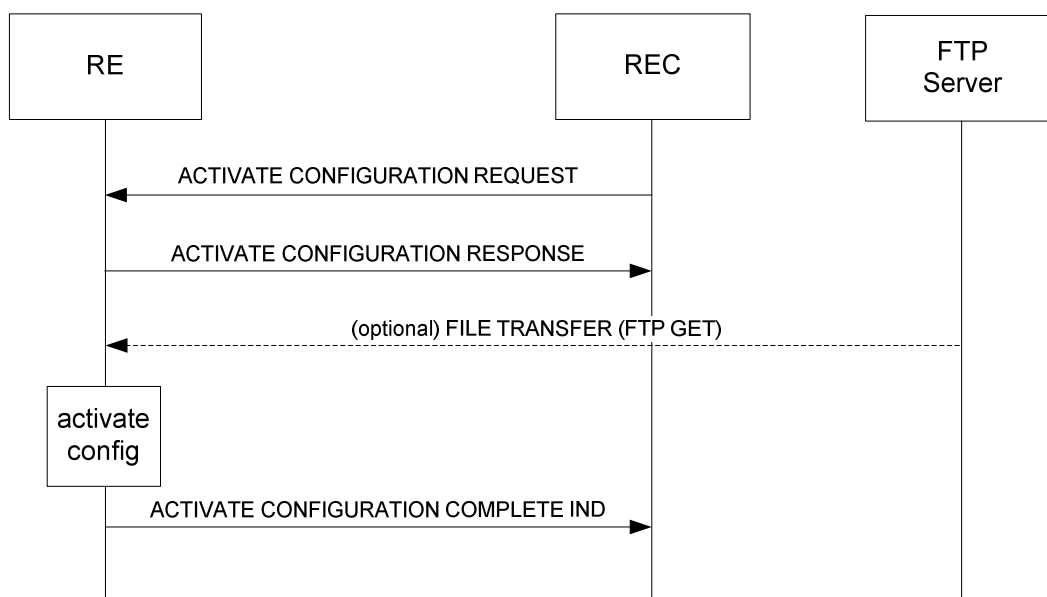 RE
REC
FTP
Server
ACTIVATE CONFIGURATION REQUEST
ACTIVATE CONFIGURATION RESPONSE
(optional) FILE TRANSFER (FTP GET)
activate
config
ACTIVATE CONFIGURATION COMPLETE IND